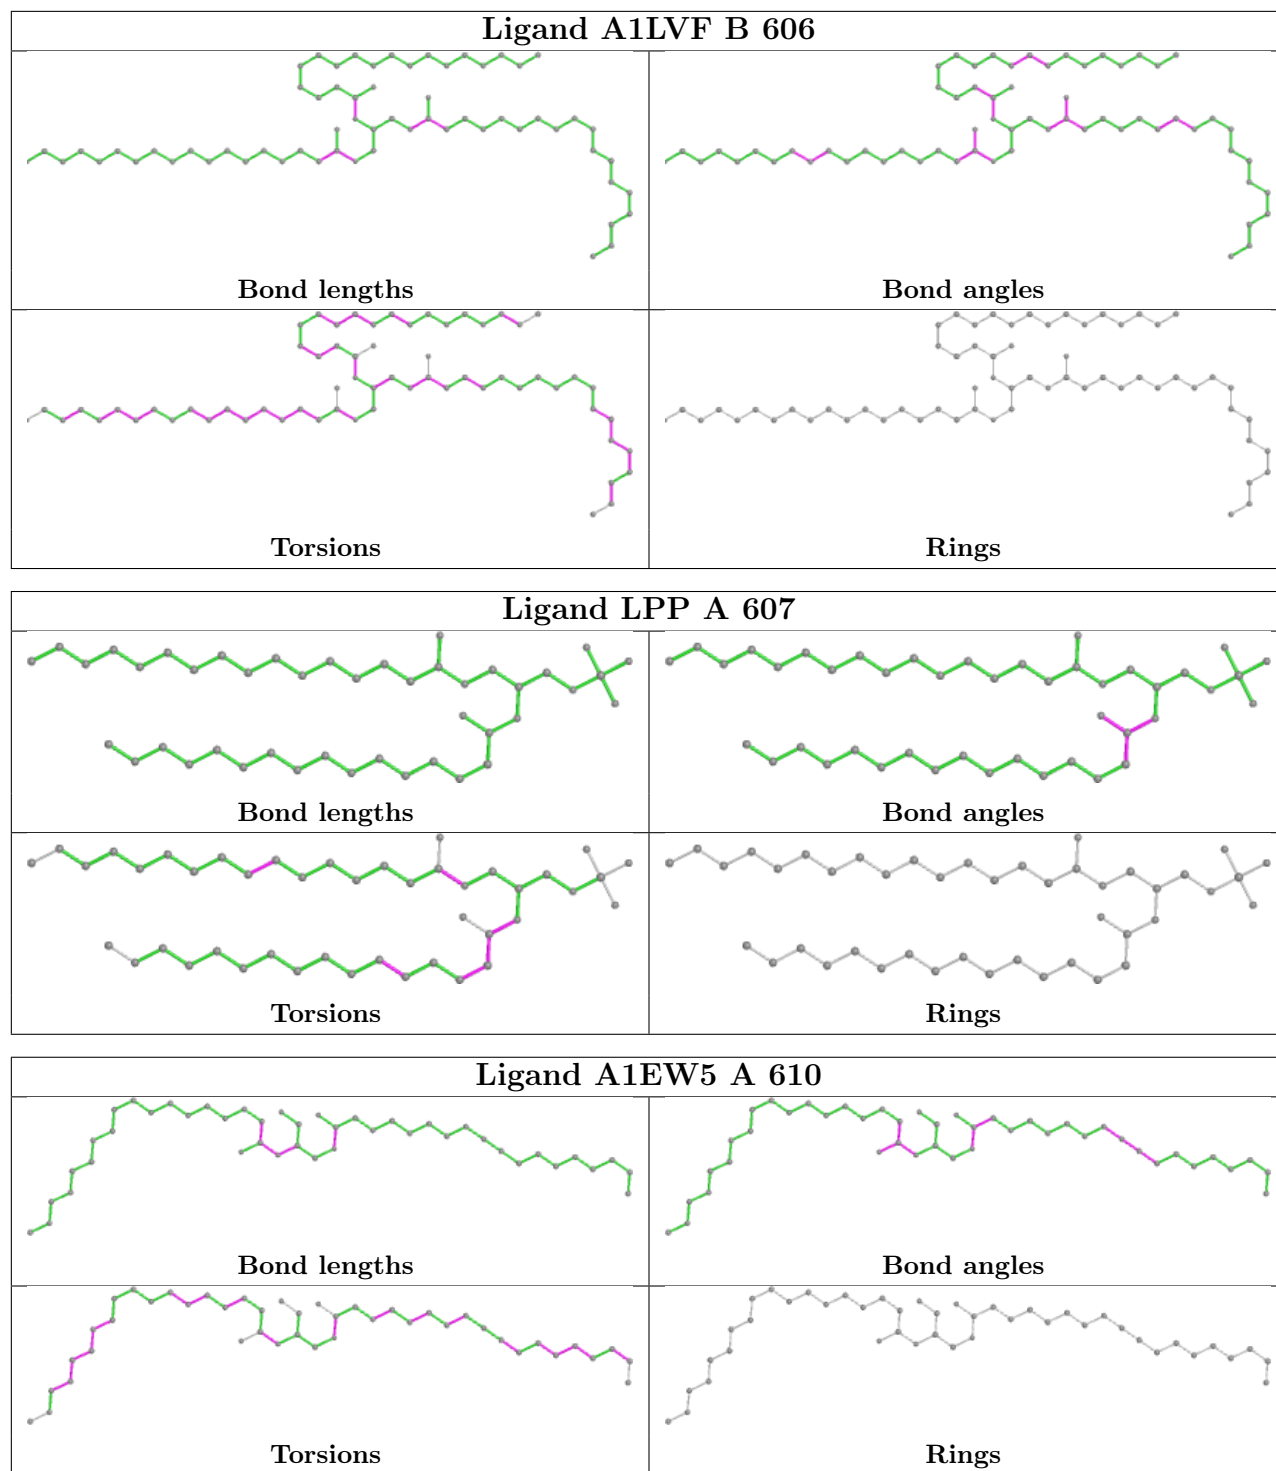 Ligand A1LVF B 606
Bond lengths
Bond angles
Torsions
Rings
Ligand LPP A 607
Bond lengths
Bond angles
Torsions
Rings
Ligand A1EW5 A 610
Bond lengths
Bond angles
Torsions
Rings